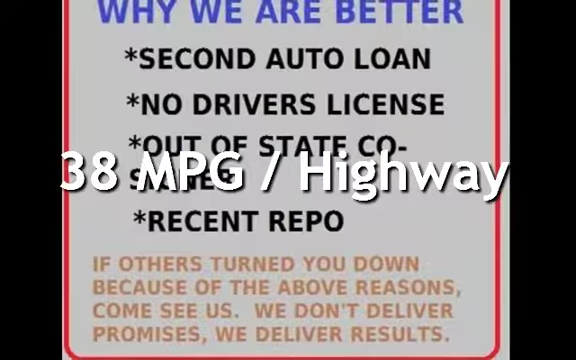 WHY WE ARE BETTER
*SECOND AUTO LOAN
*NO DRIVERS LICENSE
*OUT OF STATE CO-
38 MPG / Highway
*RECENT REPO
IF OTHERS TURNED YOU DOWN
BECAUSE OF THE ABOVE REASONS,
COME SEE US. WE DON'T DELIVER
PROMISES, WE DELIVER RESULTS.